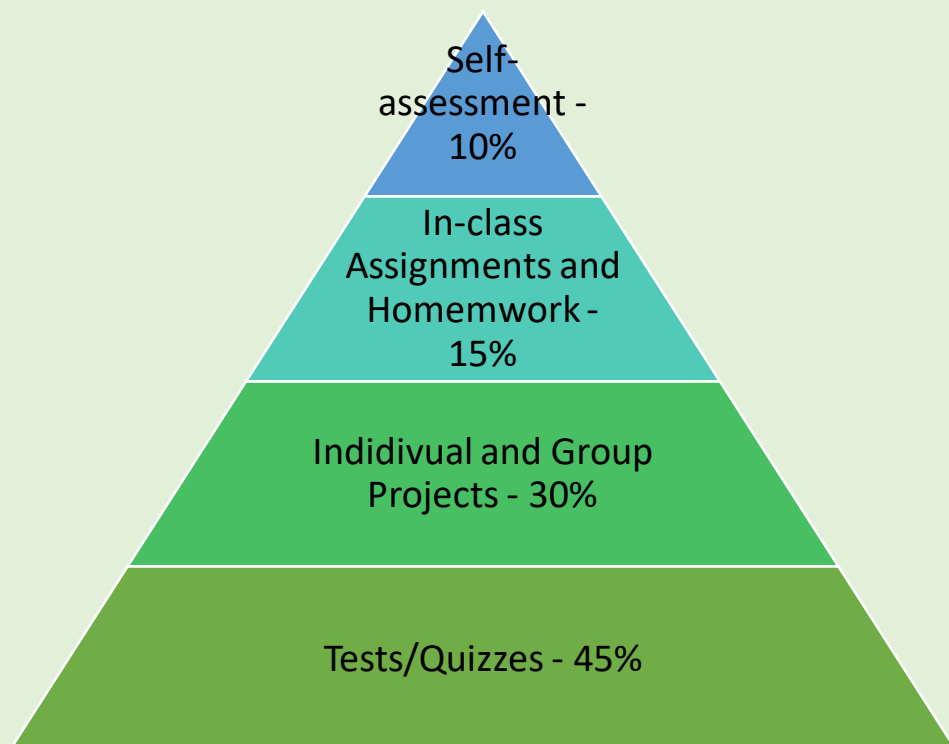 Self-
assessment -
10%
In-class
Assignments and
Homemwork -
15%
Indidivual and Group
Projects - 30%
Tests/Quizzes - 45%